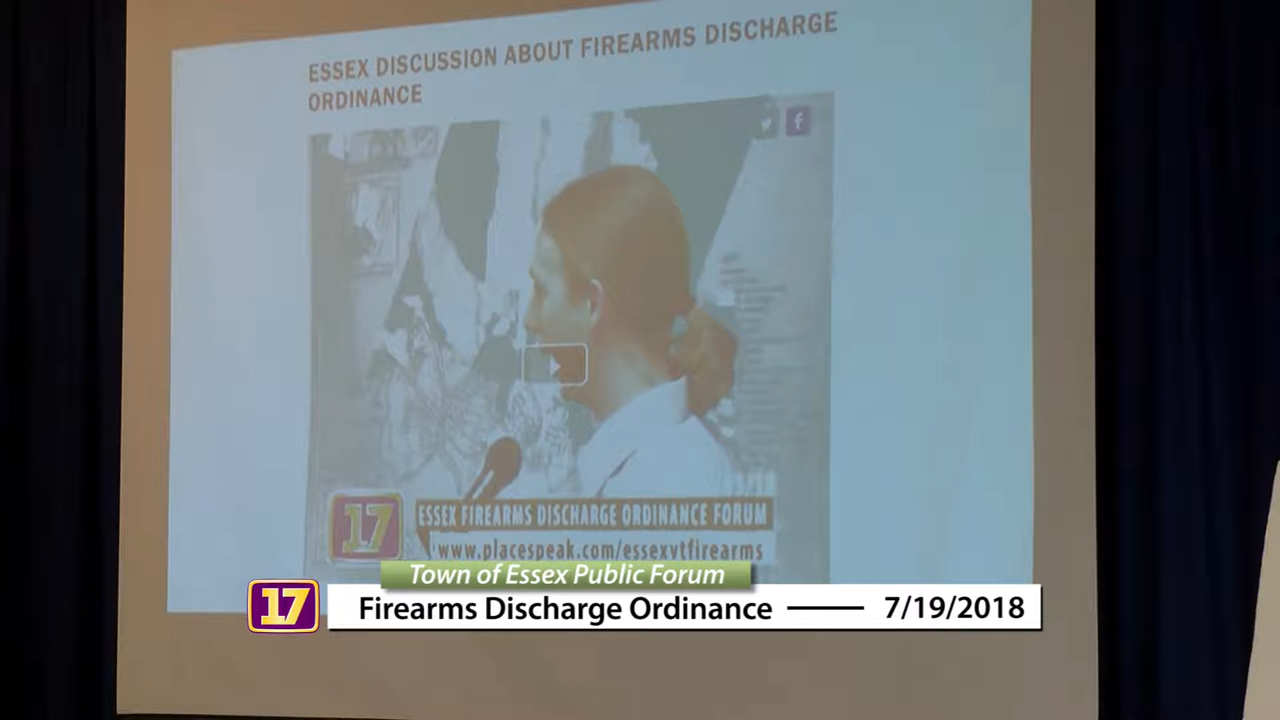 ESSEX DISCUSSION ABOUT FIREARMS DISCHARGE
ORDINANCE
f
17
ESSEX FIREARMS DISCHARGE ORDINANCE FORUM
www.placespeak.com/essexvtfirearms
Town of Essex Public Forum
17
Firearms Discharge Ordinance
7/19/2018